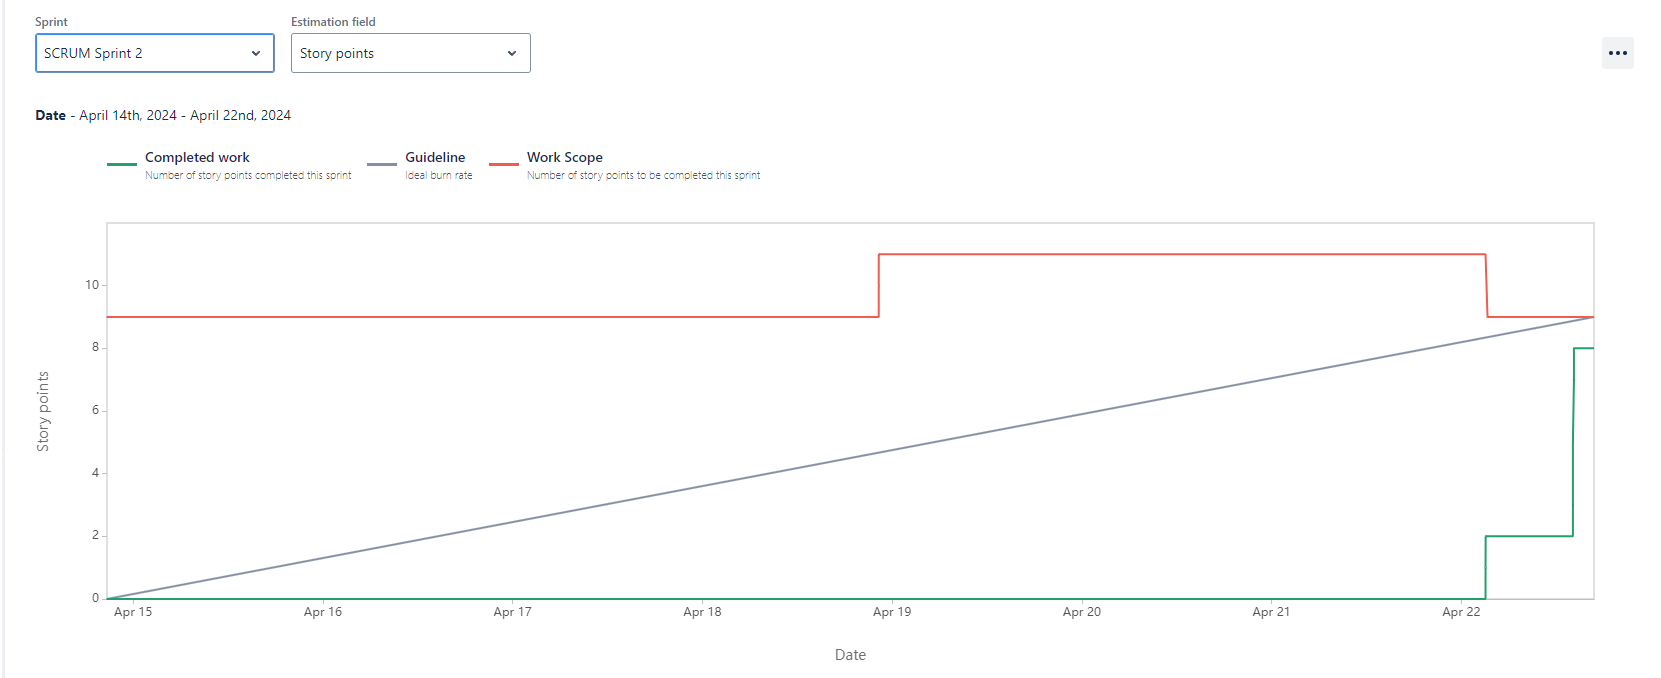 Sprint
Estimation field
SCRUM Sprint 2
Story points
Date - April 14th, 2024 - April 22nd, 2024
Completed work
Number of story points completed this sprint
Guideline
Ideal burn rate
Work Scope
Number of story points to be completed this sprint
Story points
10
8
6
4
2
0
Apr 15 Apr 16 Apr 17 Apr 18 Apr 19 Apr 20 Apr 21 Apr 22
Date